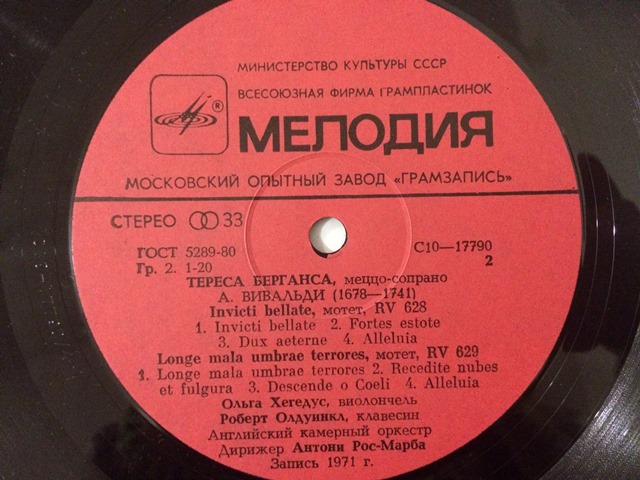 МИНИСТЕРСТВО КУЛЬТУРЫ СССР
ВСЕСОЮЗНАЯ ФИРМА ГРАМПЛАСТИНОК
®
МЕЛОДИЯ
МОСКОВСКИЙ ОПЫТНЫЙ ЗАВОД «ГРАМЗАПИСЬ»
СТЕРЕО 33
ГОСТ 5289-80 С10—17790
Гр. 2. 1-20 2
ТЕРЕСА БЕРГАНСА, меццо-сопрано
А. ВИВАЛЬДИ (1678—1741)
Invicti bellate, мотет, RV 628
1. Invicti bellate 2. Fortes estote
3. Dux aeterne 4. Alleluia
Longe mala umbrae terrores, мотет, RV 629
1. Longe mala umbrae terrores 2. Recedite nubes
et fulgura 3. Descende o Coeli 4. Alleluia
Ольга Хегедус, виолончель
Роберт Олдуинкл, клавесин
Английский камерный оркестр
Дирижер Антони Рос-Марба
Запись 1971 г.